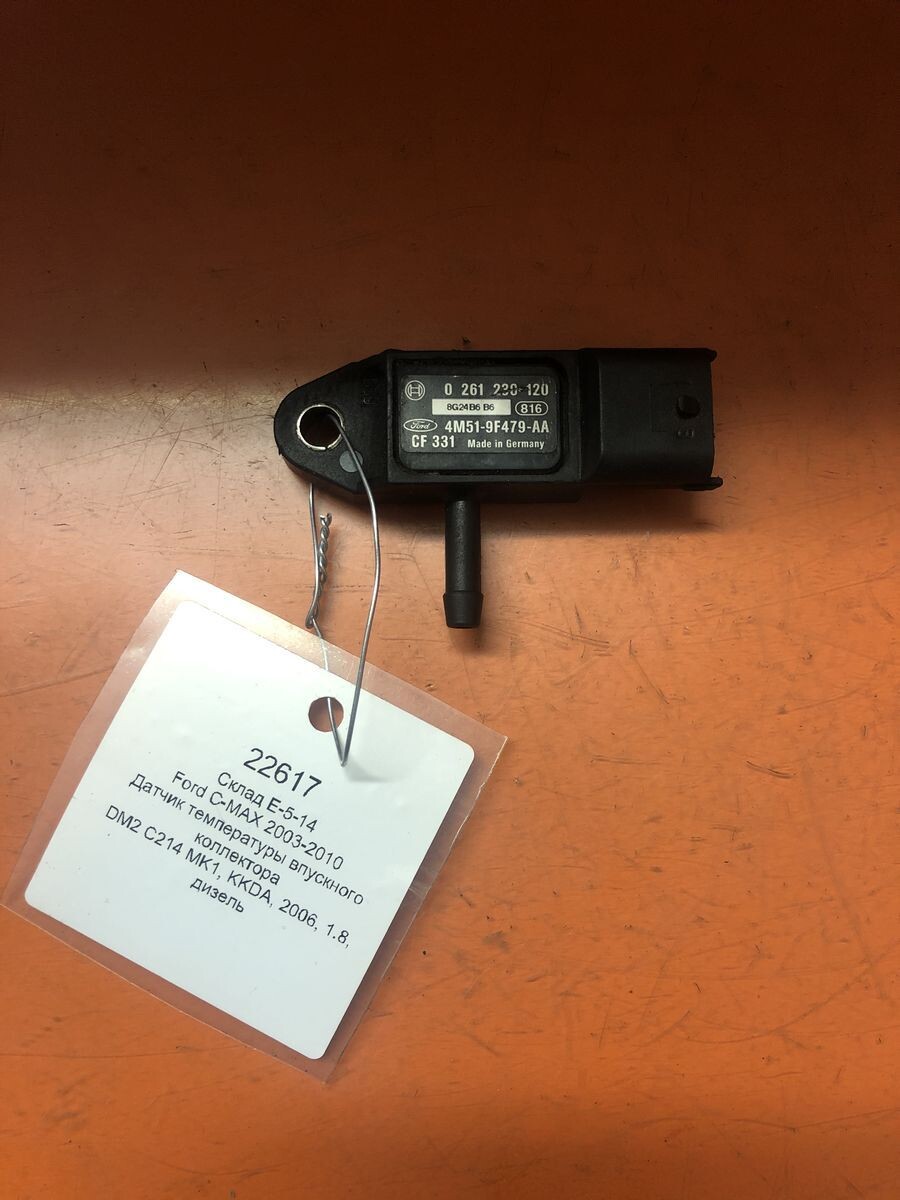 0 261 230 120
8G24B6 B6
816
Ford
4M51-9F479-AA
CF 331 Made in Germany
22617
Склад E-5-14
Ford C-MAX 2003-2010
Датчик температуры впускного
коллектора
DM2 C214 MK1, KKDA, 2006, 1.8,
дизель